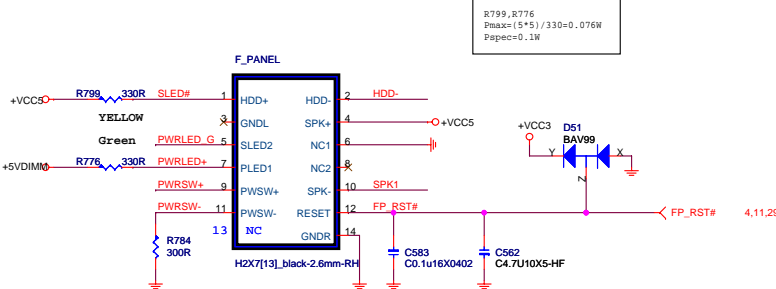 R799,R776
Pmax=(5*5)/330=0.076W
Pspec=0.1W
F_PANEL
+VCC5 R799 330R SLED# 1 HDD+ HDD- 2 HDD-
YELLOW 3 GNDL SPK+ 4 +VCC5
Green PWRLED_G 5 SLED2 NC1 6
+5VDIMM R776 330R PWRLED+ 7 PLED1 NC2 8
PWRSW+ 9 PWSW+ SPK- 10 SPK1
PWRSW- 11 PWSW- RESET 12 FP_RST#
13 NC GNDR 14
H2X7[13]_black-2.6mm-RH
R784
300R
C583
C0.1u16X0402
C562
C4.7U10X5-HF
+VCC3 D51
BAV99
Y X
Z
FP_RST# 4,11,29